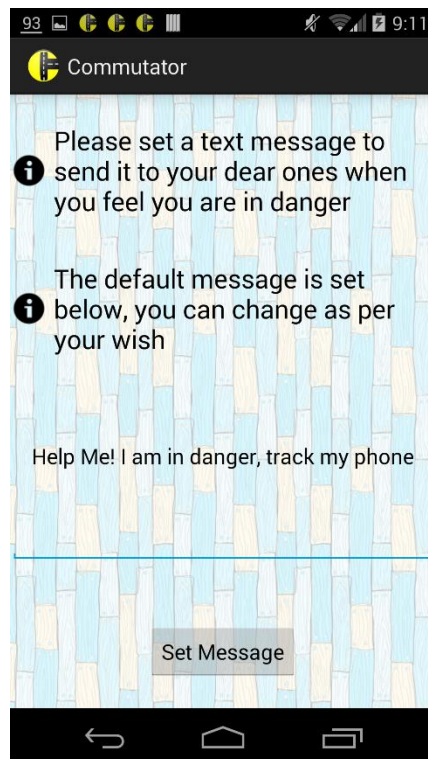 93 9:11
Commutator
Please set a text message to
send it to your dear ones when
you feel you are in danger
The default message is set
below, you can change as per
your wish
Help Me! I am in danger, track my phone
Set Message